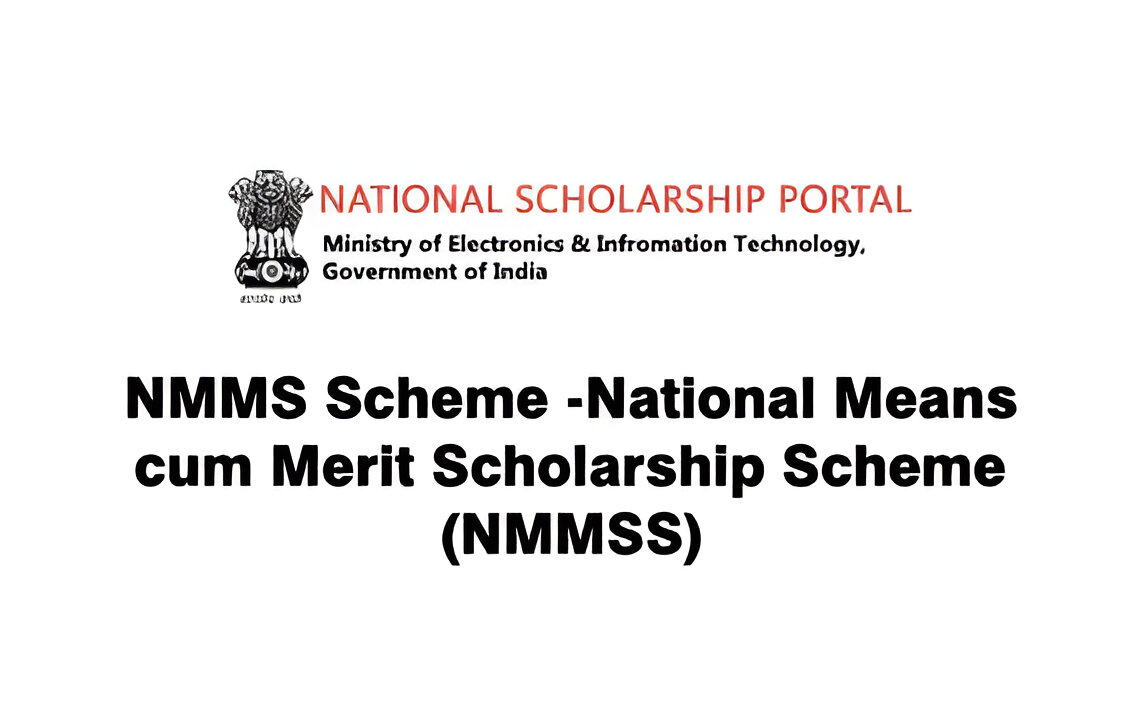 NATIONAL SCHOLARSHIP PORTAL
Ministry of Electronics & Infromation Technology,
Government of India
NMMS Scheme -National Means
cum Merit Scholarship Scheme
(NMMSS)